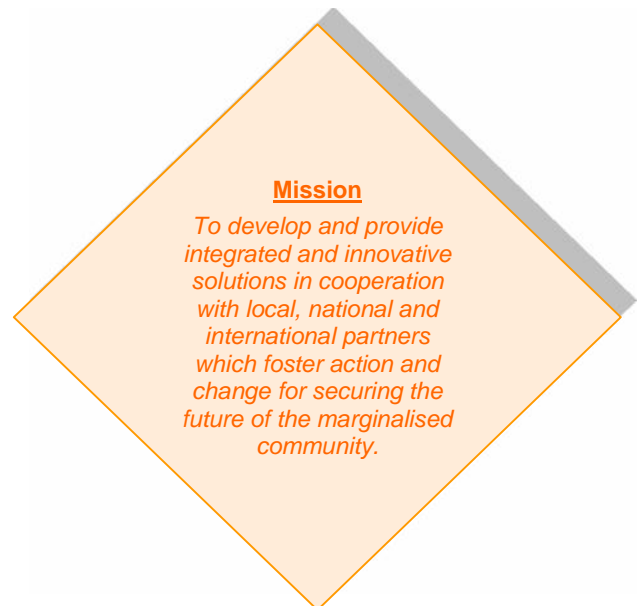 Mission
To develop and provide
integrated and innovative
solutions in cooperation
with local, national and
international partners
which foster action and
change for securing the
future of the marginalised
community.